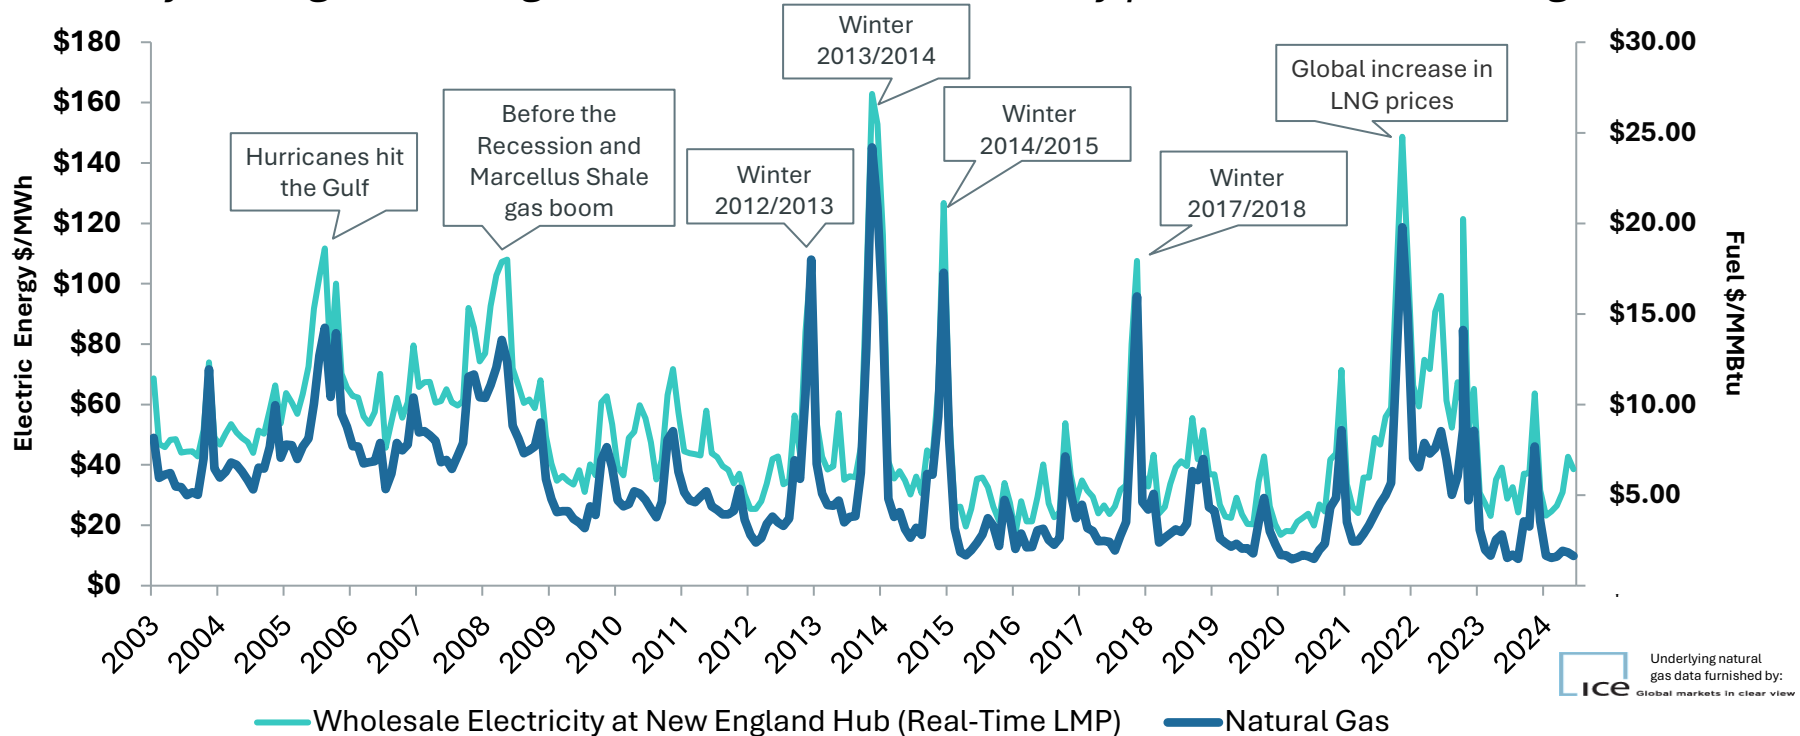 $180
$160
$140
$120
$100
$80
$60
$40
$20
$0
Electric Energy $/MWh
$30.00
$25.00
$20.00
$15.00
$10.00
$5.00
Fuel $/MMBtu
Hurricanes hit
the Gulf
Before the
Recession and
Marcellus Shale
gas boom
Winter
2012/2013
Winter
2013/2014
Winter
2014/2015
Winter
2017/2018
Global increase in
LNG prices
2003
2004
2005
2006
2007
2008
2009
2010
2011
2012
2013
2014
2015
2016
2017
2018
2019
2020
2021
2022
2023
2024
ice
Underlying natural
gas data furnished by:
Global markets in clear view
Wholesale Electricity at New England Hub (Real-Time LMP)
Natural Gas